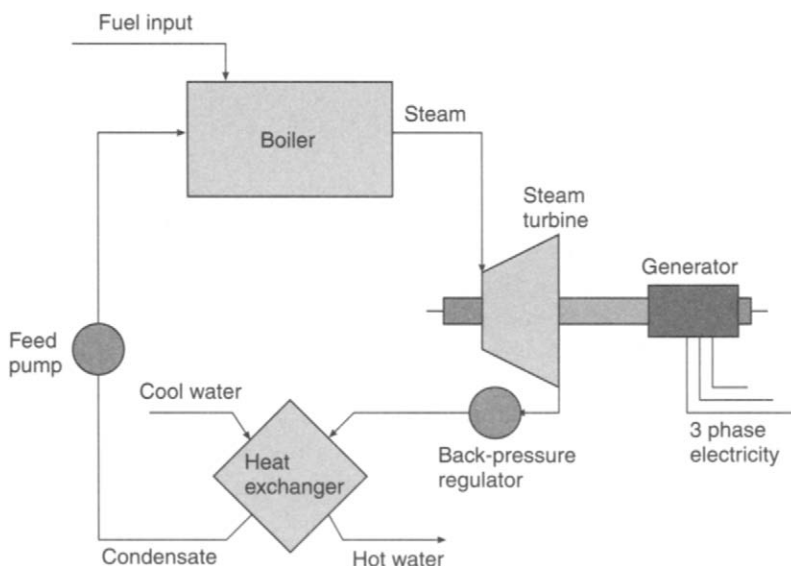 Fuel input
Boiler
Steam
Steam
turbine
Generator
Feed
pump
Cool water
Heat
exchanger
Back-pressure
regulator
3 phase
electricity
Condensate
Hot water